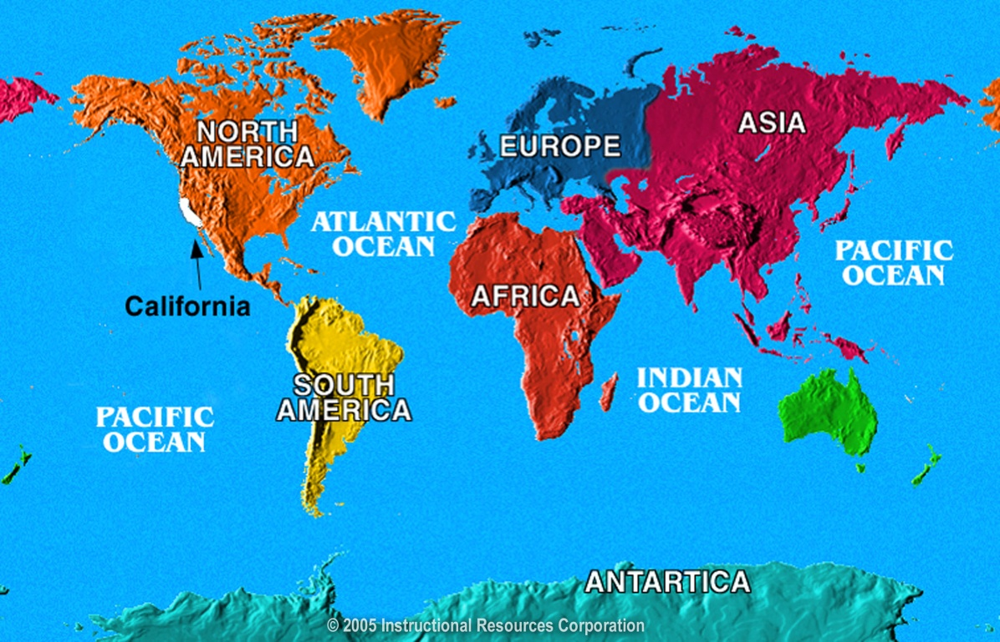 NORTH
AMERICA
EUROPE
ASIA
ATLANTIC
OCEAN
PACIFIC
OCEAN
California
AFRICA
SOUTH
AMERICA
INDIAN
OCEAN
PACIFIC
OCEAN
ANTARTICA
© 2005 Instructional Resources Corporation